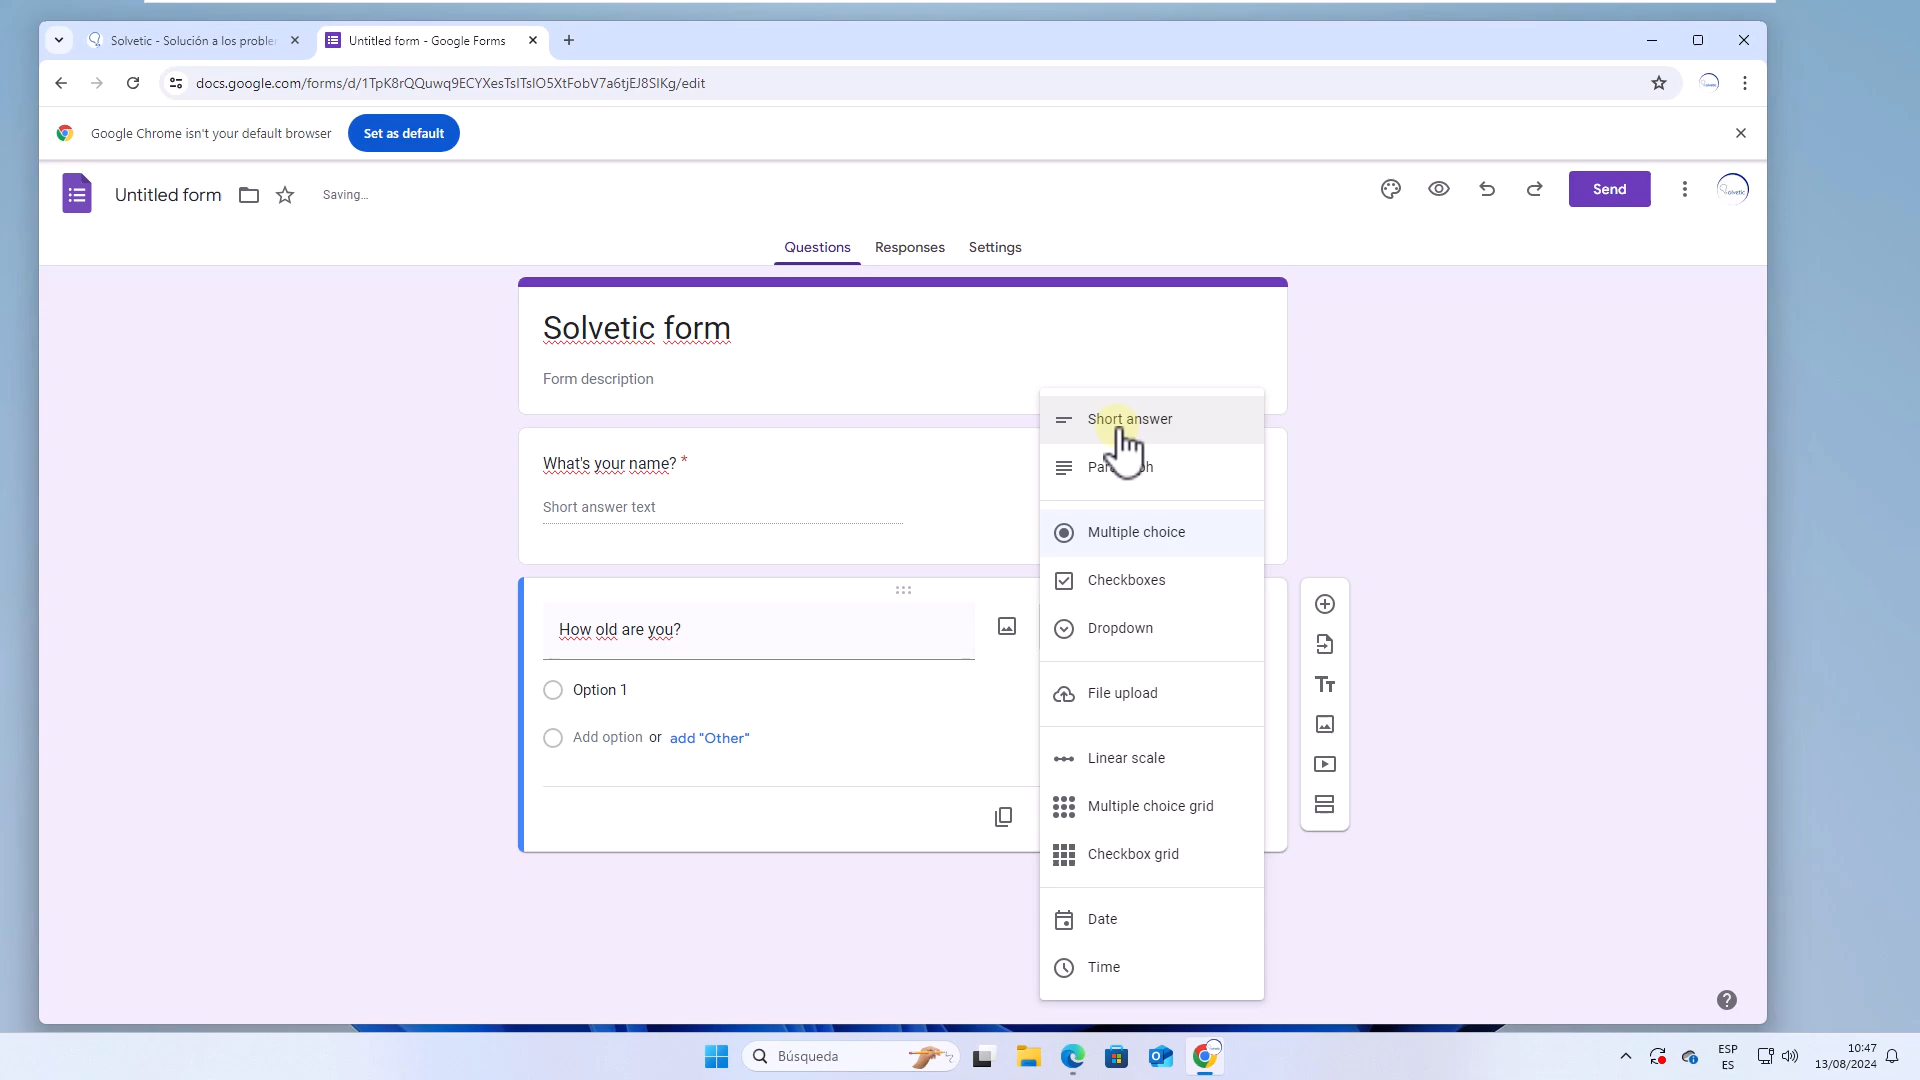 Solvetic - Solución a los proble
Untitled form - Google Forms
docs.google.com/forms/d/1TpK8rQQuwq9ECYXesTsITsIO5XtFobV7a6tjEJ8SIKg/edit
Google Chrome isn't your default browser
Set as default
Untitled form
Saving...
Send
Questions
Responses
Settings
Solvetic form
Form description
What's your name? *
Short answer text
How old are you?
Option 1
Add option or add "Other"
Short answer
Multiple choice
Checkboxes
Dropdown
File upload
Linear scale
Multiple choice grid
Checkbox grid
Date
Time
Tт
Búsqueda
ESP
ES
10:47
13/08/2024